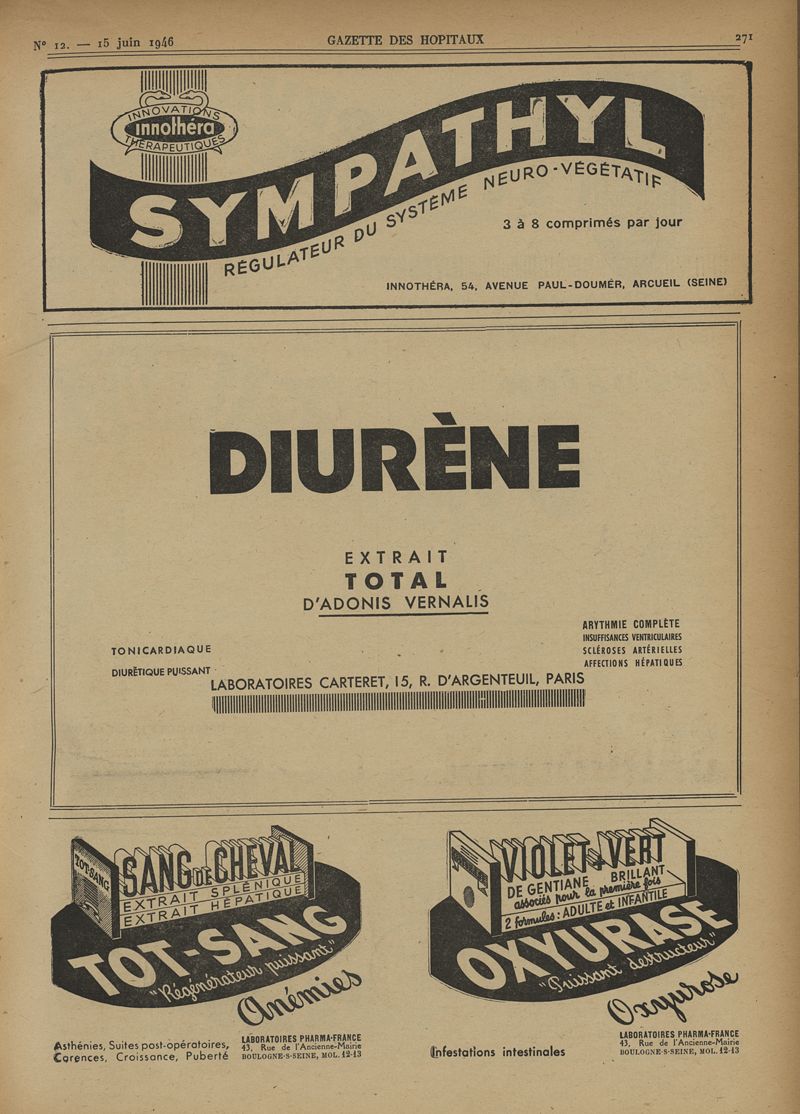 N° 12. — 15 juin 1946
GAZETTE DES HOPITAUX
271
INNOVATIONS
innothéra
THÉRAPEUTIQUES
SYMPATHYL
RÉGULATEUR DU SYSTÈME NEURO-VÉGÉTATIF
3 à 8 comprimés par jour
INNOTHÉRA, 54, AVENUE PAUL-DOUMER, ARCUEIL (SEINE)
DIURÈNE
EXTRAIT
TOTAL
D'ADONIS VERNALIS
TONICARDIAQUE
DIURÉTIQUE PUISSANT
ARYTHMIE COMPLÈTE
INSUFFISANCES VENTRICULAIRES
SCLÉROSES ARTÉRIELLES
AFFECTIONS HÉPATIQUES
LABORATOIRES CARTERET, 15, R. D'ARGENTEUIL, PARIS
TOT-SANG
SANG DE CHEVAL
EXTRAIT SPLÉNIQUE
EXTRAIT HÉPATIQUE
TOT-SANG
"Régénérateur puissant"
Anémies
Asthénies, Suites post-opératoires,
Carences, Croissance, Puberté
LABORATOIRES PHARMA-FRANCE
43, Rue de l'Ancienne-Mairie
BOULOGNE-S-SEINE, MOL. 12-13
VIOLET & VERT
DE GENTIANE BRILLANT
associés pour la première fois
2 formules : ADULTE et INFANTILE
OXYURASE
"Puissant destructeur"
Oxyurose
Infestations intestinales
LABORATOIRES PHARMA-FRANCE
43, Rue de l'Ancienne-Mairie
BOULOGNE-S-SEINE, MOL. 12-13